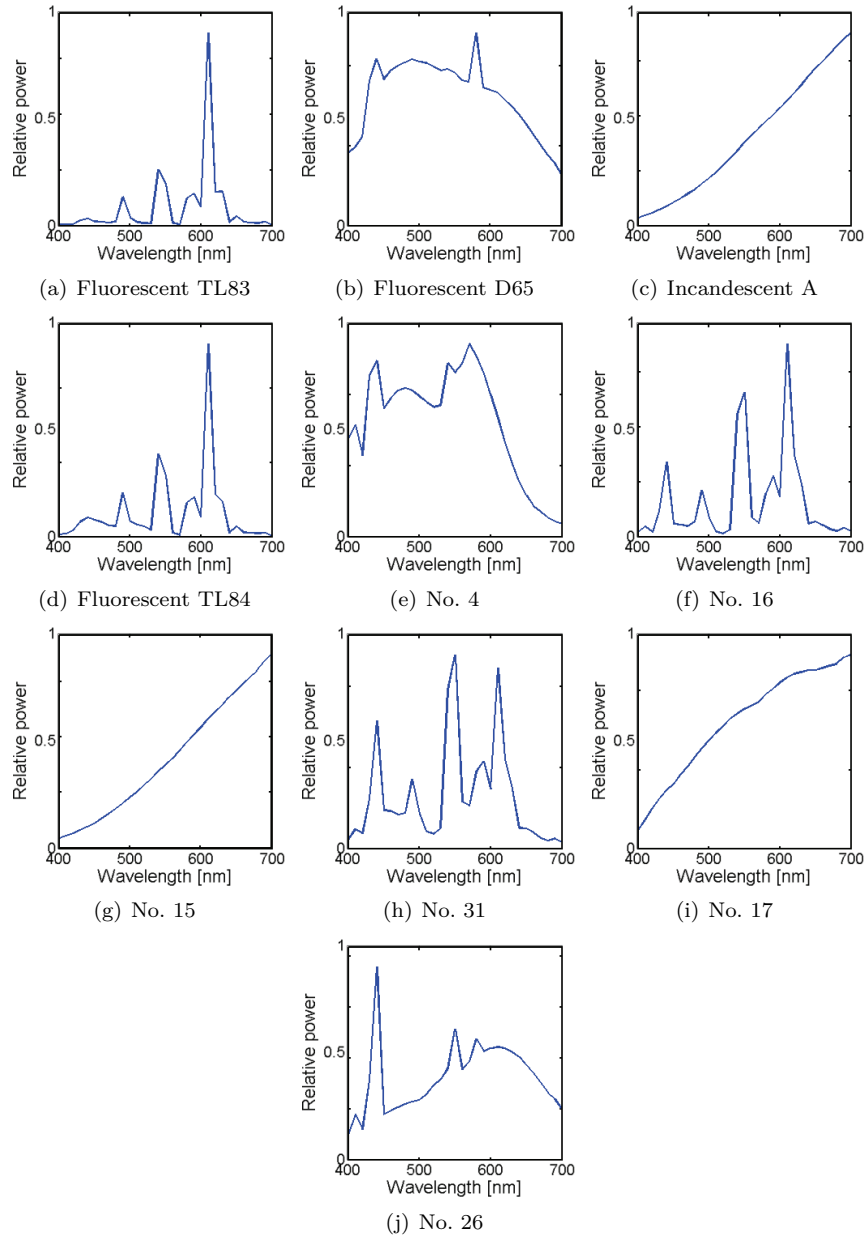 1
Relative power
0.5
0
400 500 600 700
Wavelength [nm]
(a) Fluorescent TL83
1
Relative power
0.5
0
400 500 600 700
Wavelength [nm]
(b) Fluorescent D65
1
Relative power
0.5
0
400 500 600 700
Wavelength [nm]
(c) Incandescent A
1
Relative power
0.5
0
400 500 600 700
Wavelength [nm]
(d) Fluorescent TL84
1
Relative power
0.5
0
400 500 600 700
Wavelength [nm]
(e) No. 4
1
Relative power
0.5
0
400 500 600 700
Wavelength [nm]
(f) No. 16
1
Relative power
0.5
0
400 500 600 700
Wavelength [nm]
(g) No. 15
1
Relative power
0.5
0
400 500 600 700
Wavelength [nm]
(h) No. 31
1
Relative power
0.5
0
400 500 600 700
Wavelength [nm]
(i) No. 17
1
Relative power
0.5
0
400 500 600 700
Wavelength [nm]
(j) No. 26